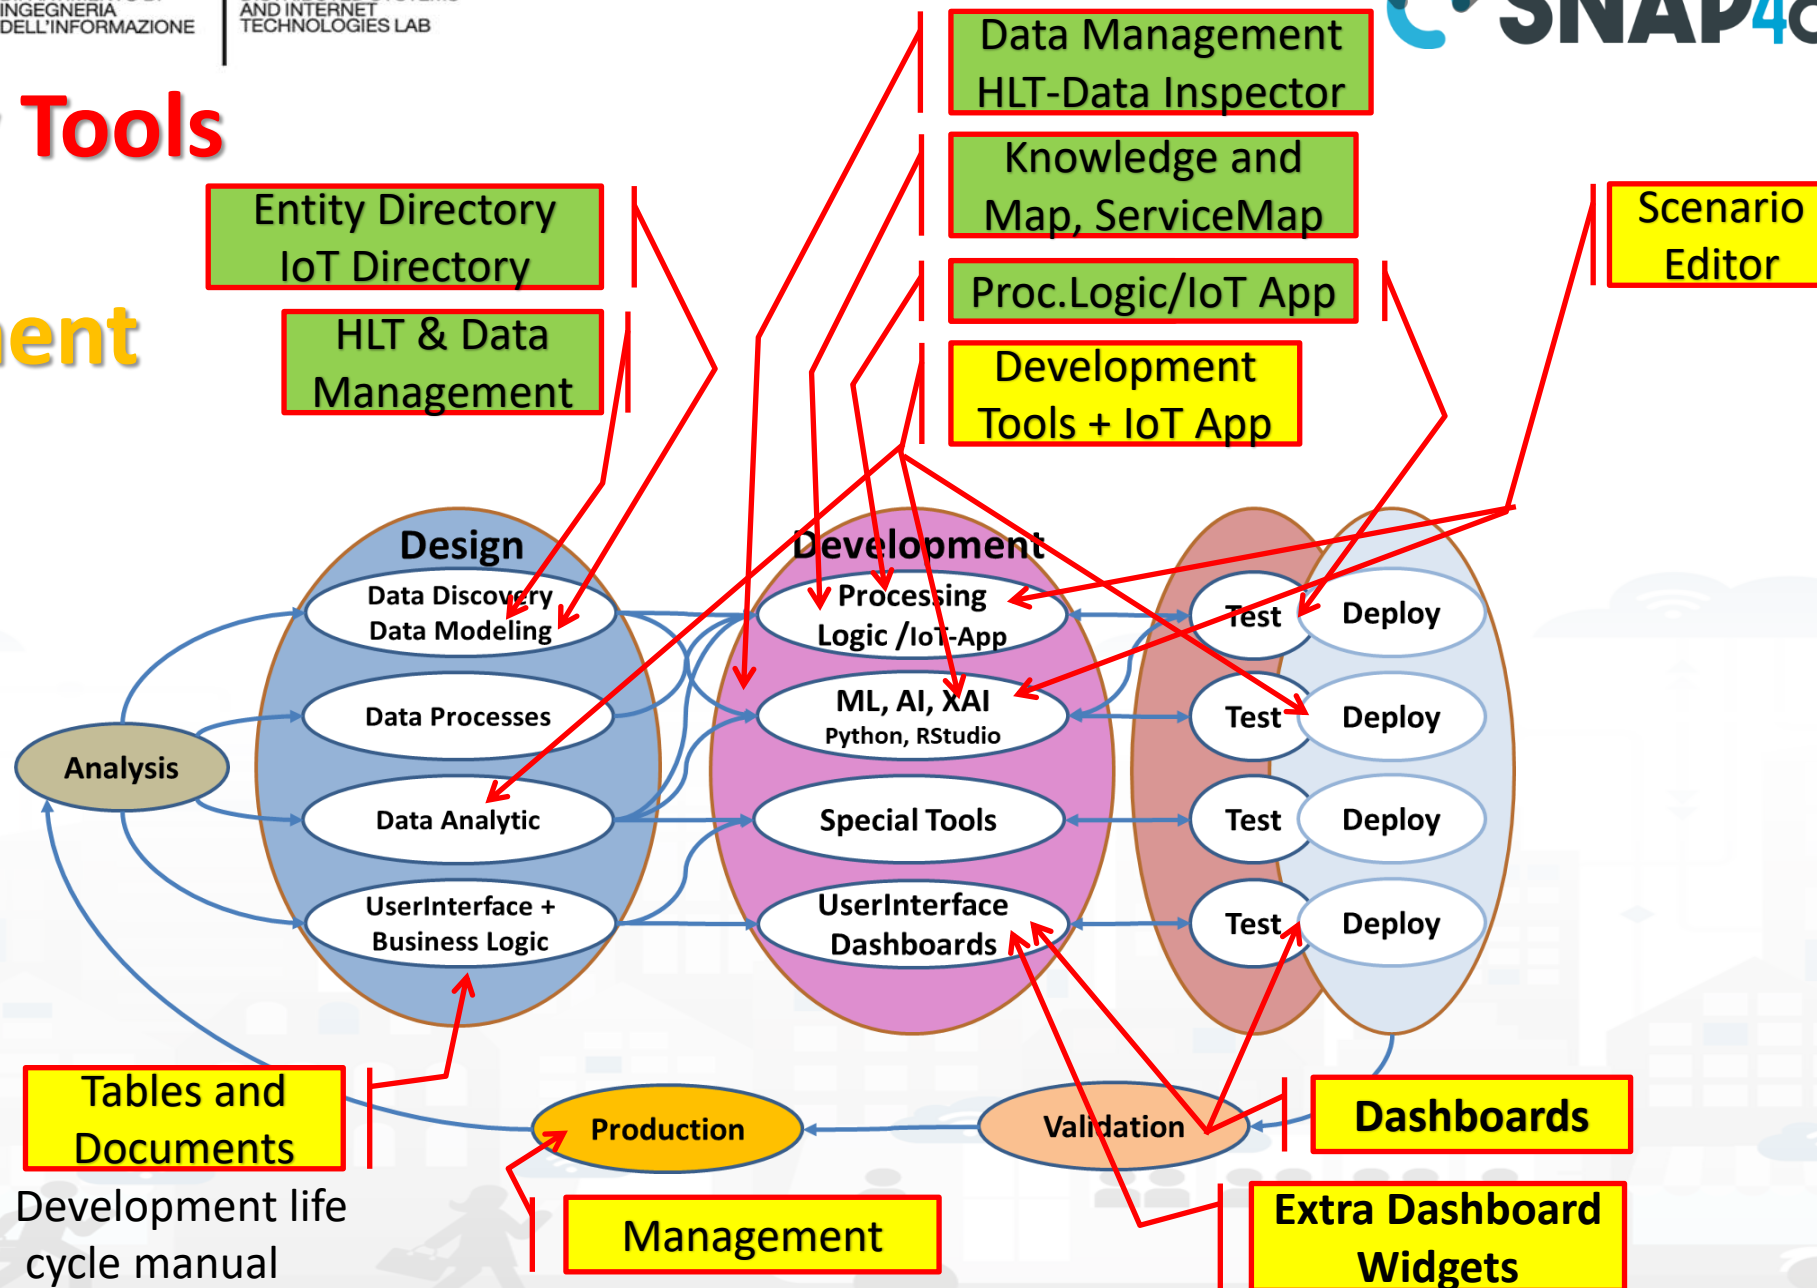 INGEGNERIA
DELL'INFORMAZIONE
AND INTERNET
TECHNOLOGIES LAB
SNAP4
Tools
Data Management
HLT-Data Inspector
Knowledge and
Map, ServiceMap
Entity Directory
IoT Directory
Scenario
Editor
Proc.Logic/IoT App
HLT & Data
Management
Development
Tools + IoT App
Design
Development
Data Discovery
Data Modeling
Processing
Logic /IoT-App
Test
Deploy
Data Processes
ML, AI, XAI
Python, RStudio
Test
Deploy
Analysis
Data Analytic
Special Tools
Test
Deploy
UserInterface +
Business Logic
UserInterface
Dashboards
Test
Deploy
Tables and
Documents
Production
Validation
Dashboards
Development life
cycle manual
Management
Extra Dashboard
Widgets